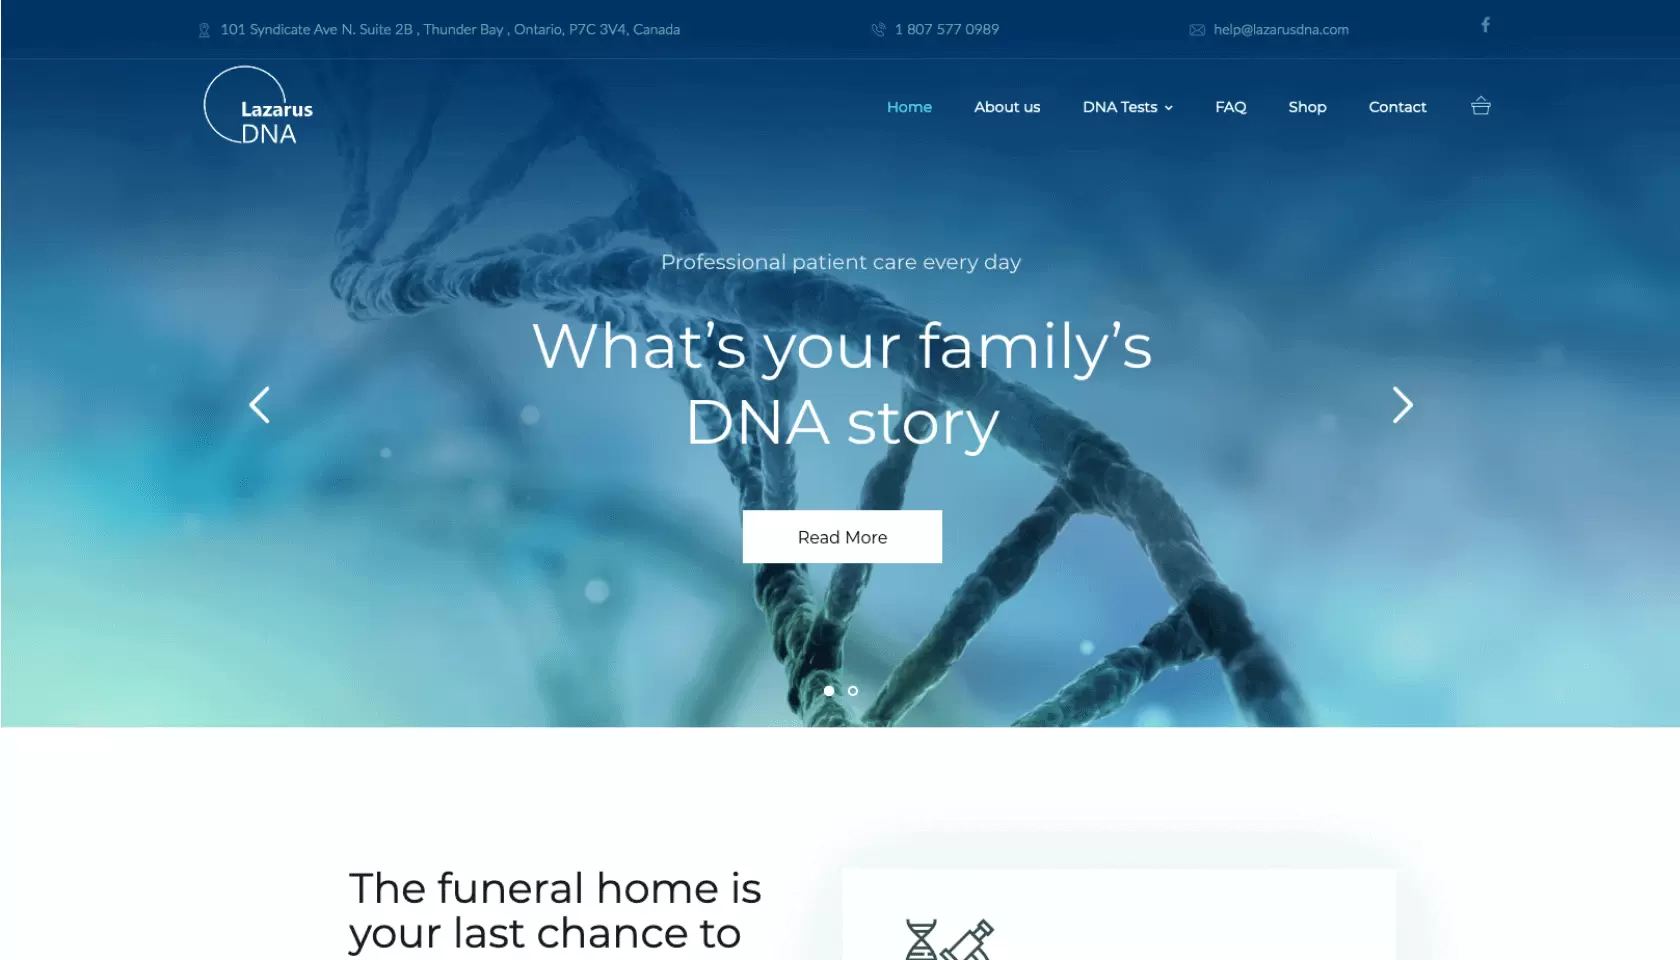 101 Syndicate Ave N. Suite 2B , Thunder Bay , Ontario, P7C 3V4, Canada
1 807 577 0989
help@lazarusdna.com
Lazarus
DNA
Home
About us
DNA Tests
FAQ
Shop
Contact
Professional patient care every day
What’s your family’s
DNA story
Read More
The funeral home is
your last chance to